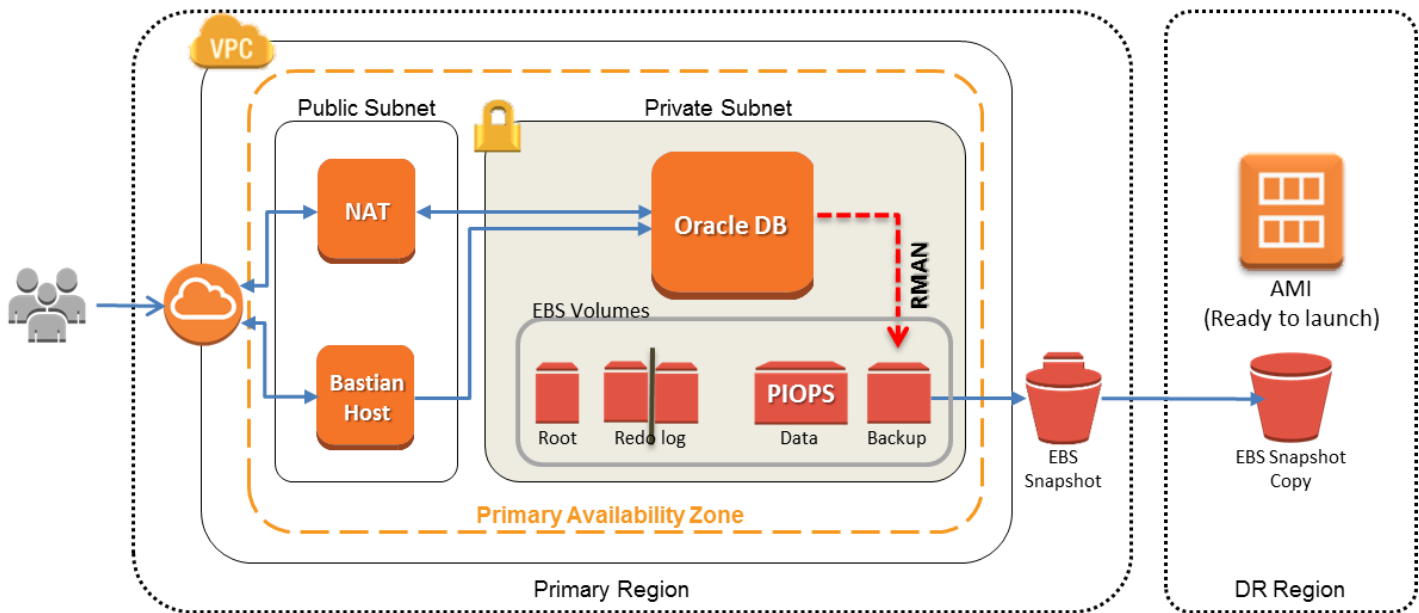 VPC
Public Subnet
Private Subnet
NAT
Oracle DB
RMAN
AMI
(Ready to launch)
EBS Volumes
Bastian
Host
PIOPS
Root
Redo log
Data
Backup
EBS
Snapshot
EBS Snapshot
Copy
Primary Availability Zone
Primary Region
DR Region